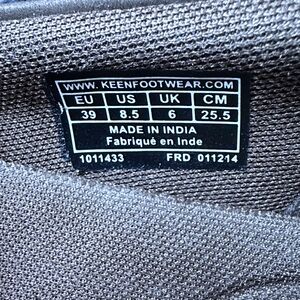 WWW.KEENFOOTWEAR.COM
EU US UK CM
39 8.5 6 25.5
MADE IN INDIA
Fabriqué en Inde
1011433 FRD 011214